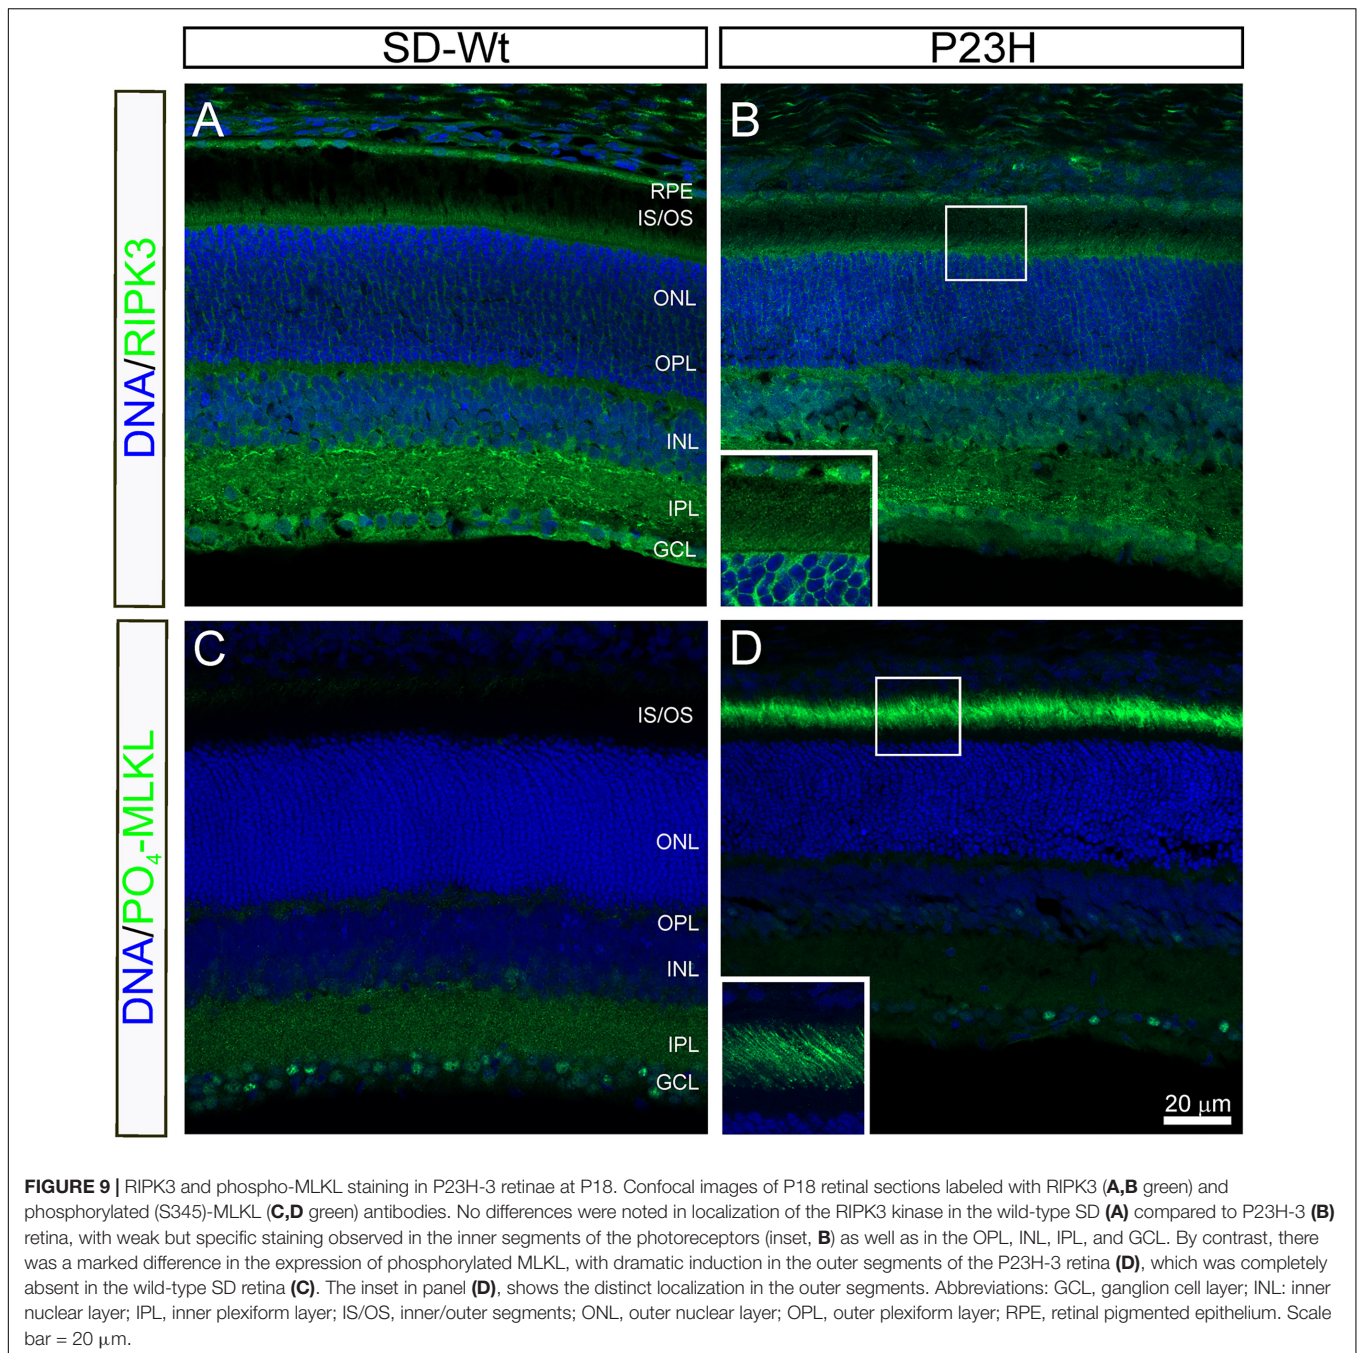 SD-Wt
P23H
DNA/RIPK3
A
RPE
IS/OS
ONL
OPL
INL
IPL
GCL
B
DNA/PO₄-MLKL
C
IS/OS
ONL
OPL
INL
IPL
GCL
D
20 μm
FIGURE 9 | RIPK3 and phospho-MLKL staining in P23H-3 retinae at P18. Confocal images of P18 retinal sections labeled with RIPK3 (A,B green) and
phosphorylated (S345)-MLKL (C,D green) antibodies. No differences were noted in localization of the RIPK3 kinase in the wild-type SD (A) compared to P23H-3 (B)
retina, with weak but specific staining observed in the inner segments of the photoreceptors (inset, B) as well as in the OPL, INL, IPL, and GCL. By contrast, there
was a marked difference in the expression of phosphorylated MLKL, with dramatic induction in the outer segments of the P23H-3 retina (D), which was completely
absent in the wild-type SD retina (C). The inset in panel (D), shows the distinct localization in the outer segments. Abbreviations: GCL, ganglion cell layer; INL: inner
nuclear layer; IPL, inner plexiform layer; IS/OS, inner/outer segments; ONL, outer nuclear layer; OPL, outer plexiform layer; RPE, retinal pigmented epithelium. Scale
bar = 20 μm.